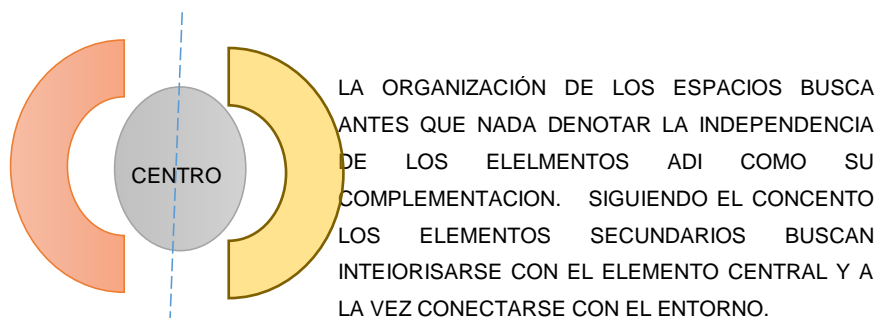 CENTRO
LA ORGANIZACIÓN DE LOS ESPACIOS BUSCA
ANTES QUE NADA DENOTAR LA INDEPENDENCIA
DE LOS ELELMENTOS ADI COMO SU
COMPLEMENTACION. SIGUIENDO EL CONCENTO
LOS ELEMENTOS SECUNDARIOS BUSCAN
INTEIORISARSE CON EL ELEMENTO CENTRAL Y A
LA VEZ CONECTARSE CON EL ENTORNO.